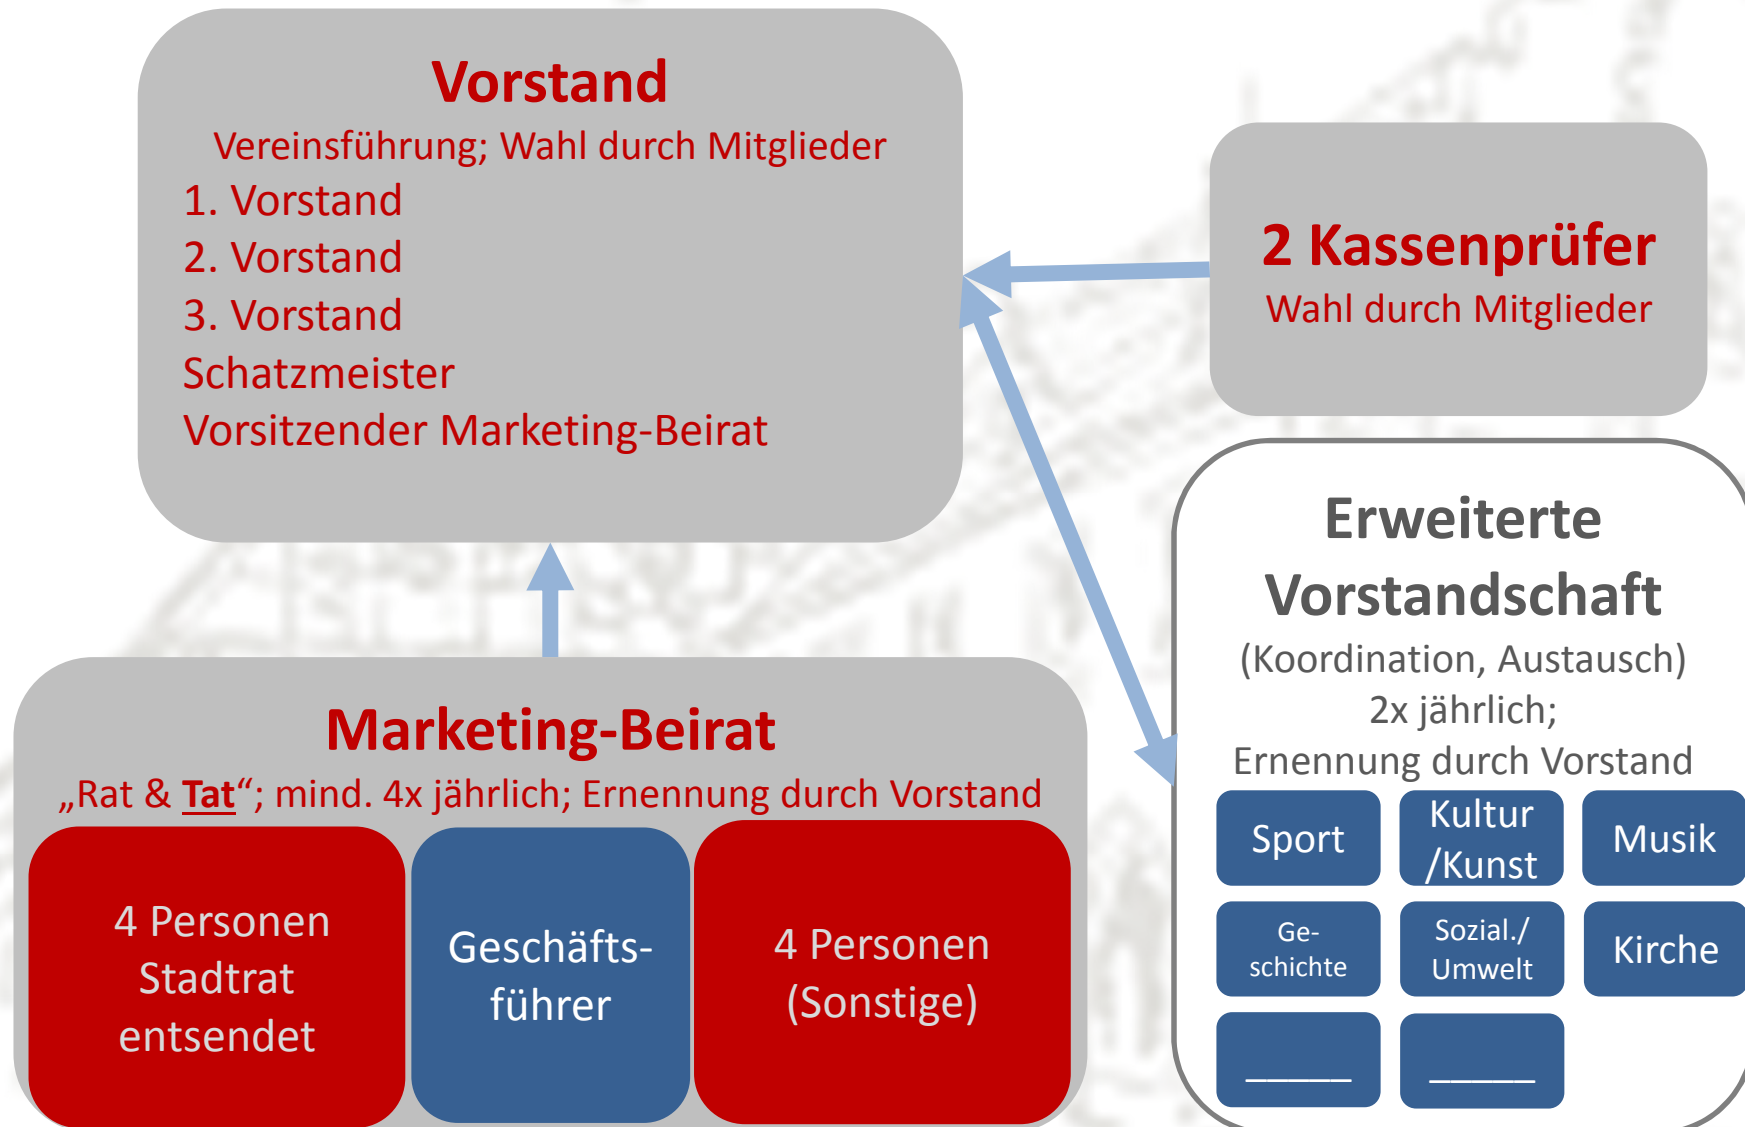 Vorstand
Vereinsführung; Wahl durch Mitglieder
1. Vorstand
2. Vorstand
3. Vorstand
Schatzmeister
Vorsitzender Marketing-Beirat
2 Kassenprüfer
Wahl durch Mitglieder
Erweiterte
Vorstandschaft
(Koordination, Austausch)
2x jährlich;
Ernennung durch Vorstand
Sport
Kultur
/Kunst
Musik
Ge-
schichte
Sozial./
Umwelt
Kirche
_____
_____
Marketing-Beirat
„Rat & Tat“; mind. 4x jährlich; Ernennung durch Vorstand
4 Personen
Stadtrat
entsendet
Geschäfts-
führer
4 Personen
(Sonstige)